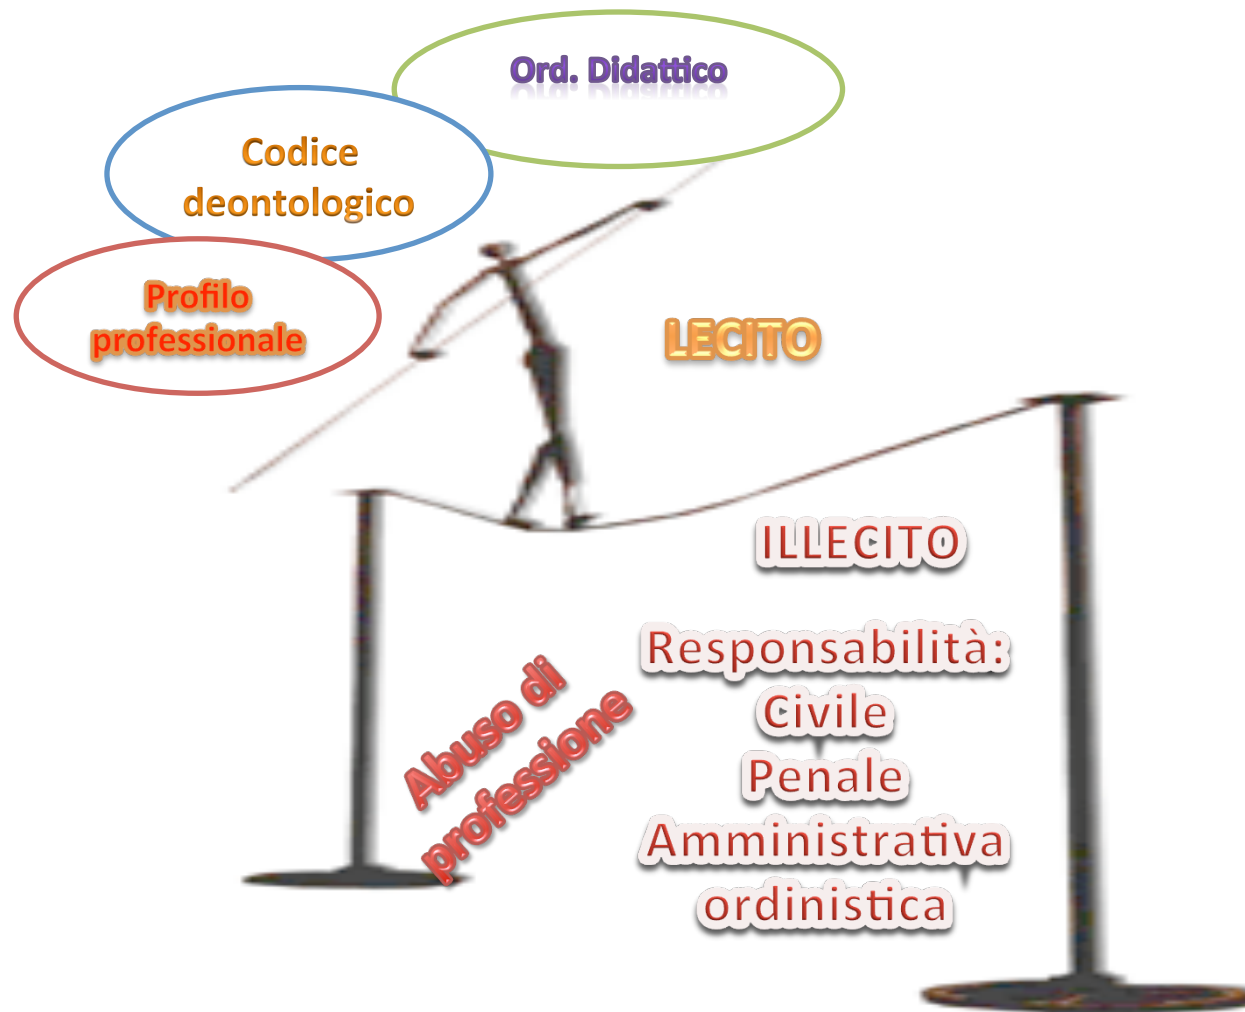 Ord. Didattico
Codice
deontologico
Profilo
professionale
LECITO
ILLECITO
Responsabilità:
Civile
Penale
Amministrativa
ordinistica
Abuso di
professione